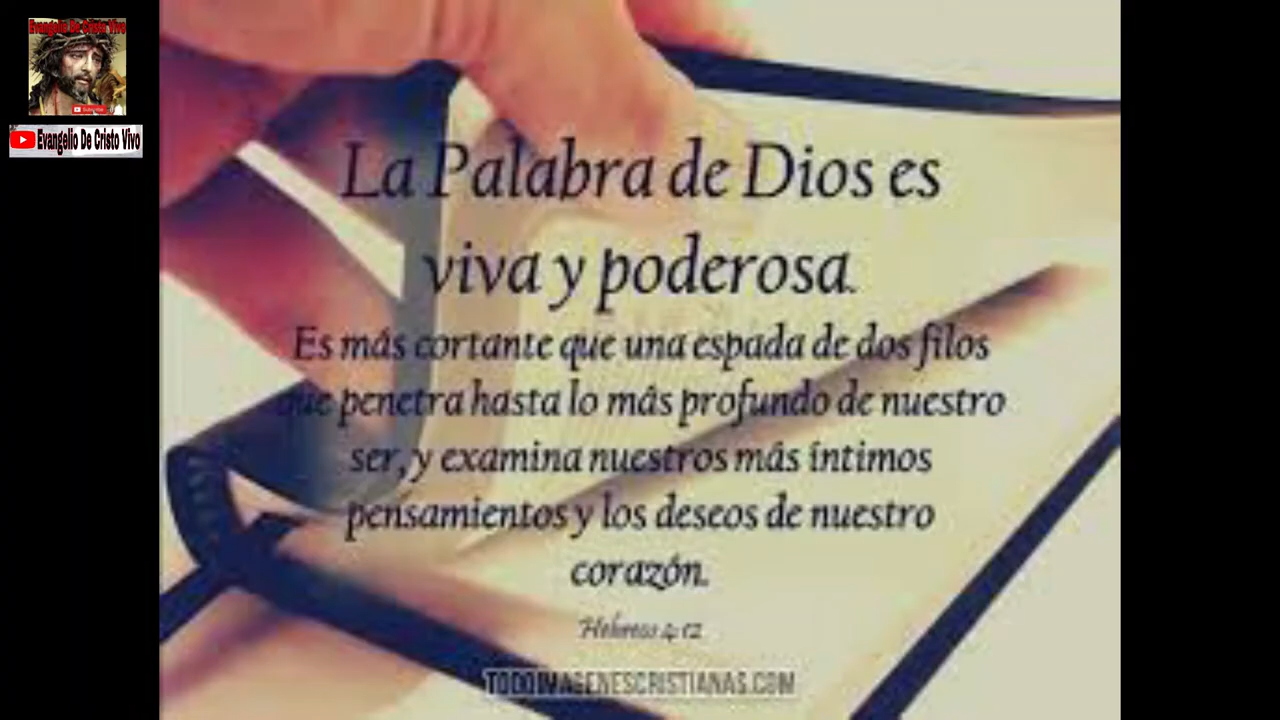 Evangelio De Cristo Vivo
Evangelio De Cristo Vivo
La Palabra de Dios es
viva y poderosa.
Es más cortante que una espada de dos filos
que penetra hasta lo más profundo de nuestro
ser, y examina nuestros más íntimos
pensamientos y los deseos de nuestro
corazón.
Hebreos 4:12
TODOIMAGENESCRISTIANAS.COM